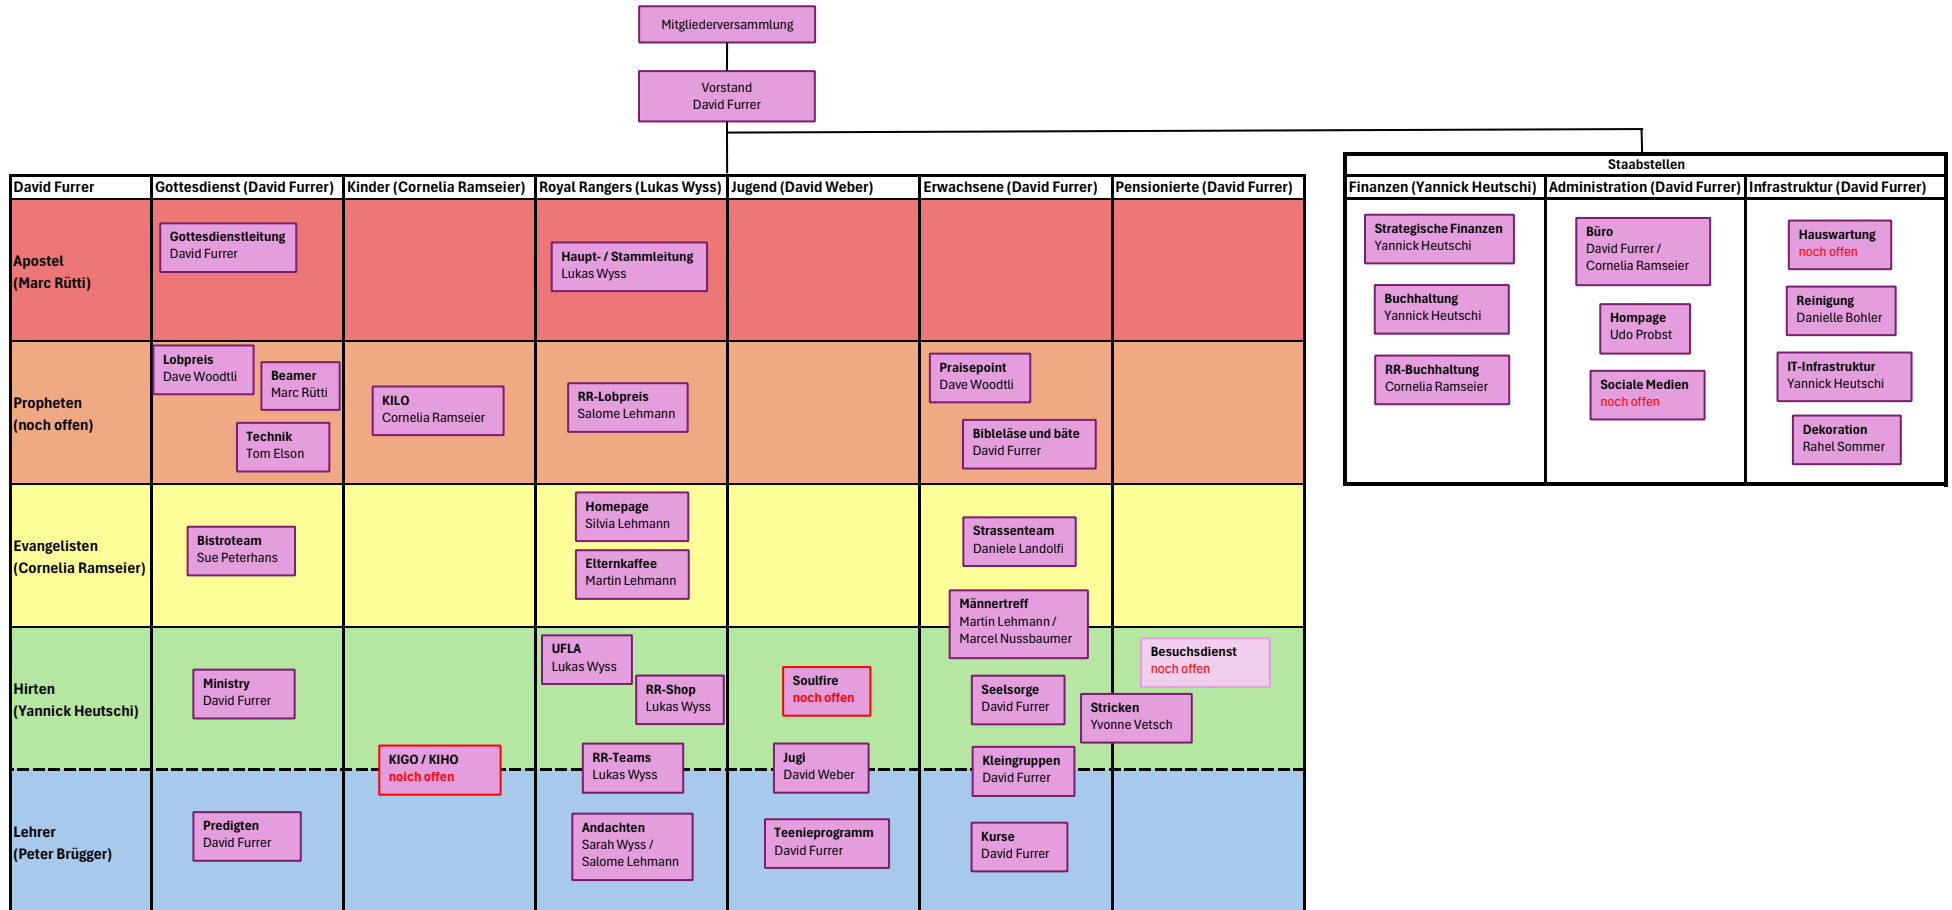 Mitgliederversammlung
Vorstand
David Furrer
Staabstellen
David Furrer
Gottesdienst (David Furrer)
Kinder (Cornelia Ramseier)
Royal Rangers (Lukas Wyss)
Jugend (David Weber)
Erwachsene (David Furrer)
Pensionierte (David Furrer)
Finanzen (Yannick Heutschi)
Administration (David Furrer)
Infrastruktur (David Furrer)
Apostel
(Marc Rütti)
Gottesdienstleitung
David Furrer
Haupt- / Stammleitung
Lukas Wyss
Propheten
(noch offen)
Lobpreis
Dave Woodtli
Beamer
Marc Rütti
Technik
Tom Elson
KILO
Cornelia Ramseier
RR-Lobpreis
Salome Lehmann
Praisepoint
Dave Woodtli
Bibleläse und bäte
David Furrer
Evangelisten
(Cornelia Ramseier)
Bistroteam
Sue Peterhans
Homepage
Silvia Lehmann
Elternkaffee
Martin Lehmann
Strassenteam
Daniele Landolfi
Männertreff
Martin Lehmann /
Marcel Nussbaumer
Hirten
(Yannick Heutschi)
Ministry
David Furrer
KIGO / KIHO
noich offen
UFLA
Lukas Wyss
RR-Shop
Lukas Wyss
RR-Teams
Lukas Wyss
Soulfire
noch offen
Jugi
David Weber
Seelsorge
David Furrer
Stricken
Yvonne Vetsch
Kleingruppen
David Furrer
Besuchsdienst
noch offen
Lehrer
(Peter Brügger)
Predigten
David Furrer
Andachten
Sarah Wyss /
Salome Lehmann
Teenieprogramm
David Furrer
Kurse
David Furrer
Strategische Finanzen
Yannick Heutschi
Buchhaltung
Yannick Heutschi
RR-Buchhaltung
Cornelia Ramseier
Büro
David Furrer /
Cornelia Ramseier
Hompage
Udo Probst
Sociale Medien
noch offen
Hauswartung
noch offen
Reinigung
Danielle Bohler
IT-Infrastruktur
Yannick Heutschi
Dekoration
Rahel Sommer